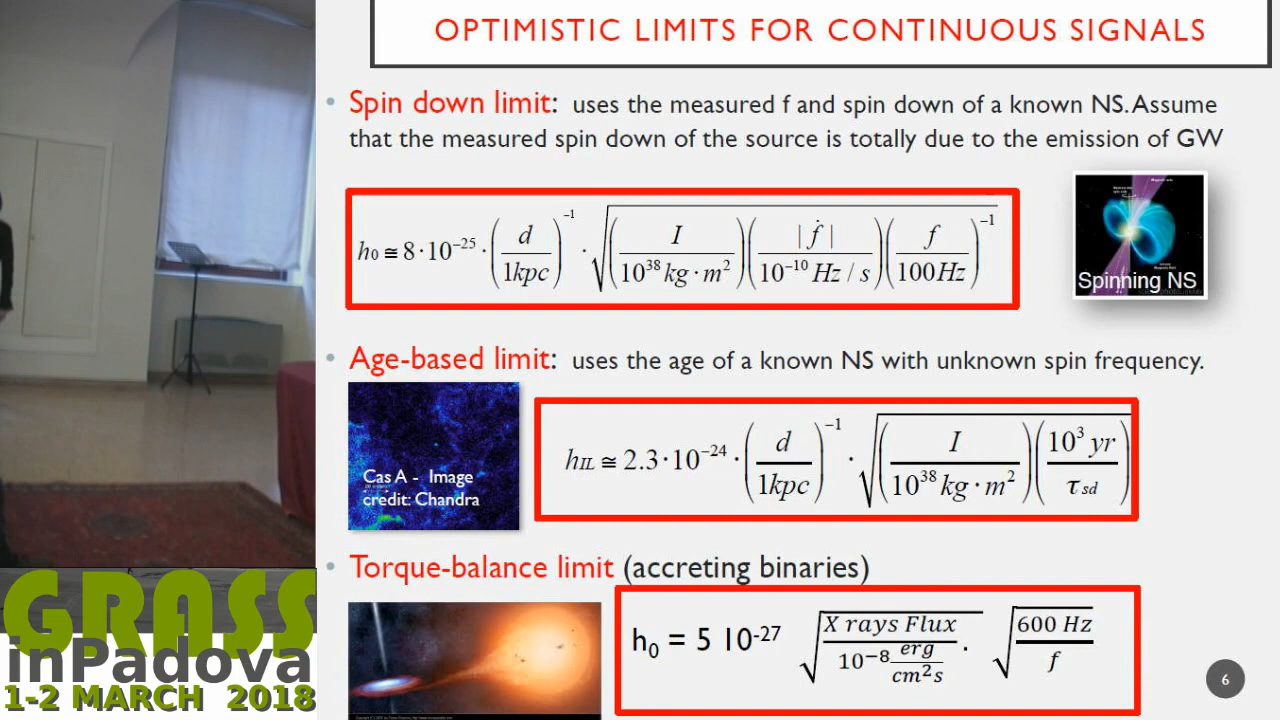 OPTIMISTIC LIMITS FOR CONTINUOUS SIGNALS
• Spin down limit: uses the measured f and spin down of a known NS. Assume
that the measured spin down of the source is totally due to the emission of GW
h0 ≅ 8·10^-25 · (d / 1kpc)^-1 · √((I / 10^38 kg·m^2)(|ḟ| / 10^-10 Hz/s)(f / 100Hz)^-1)
Spinning NS
• Age-based limit: uses the age of a known NS with unknown spin frequency.
Cas A - Image
credit: Chandra
hIL ≅ 2.3·10^-24 · (d / 1kpc)^-1 · √((I / 10^38 kg·m^2)(10^3 yr / τsd))
• Torque-balance limit (accreting binaries)
h0 = 5 10^-27 √(X rays Flux / 10^-8 erg/cm^2s) · √(600 Hz / f)
6
GRASS
inPadova
1-2 MARCH 2018